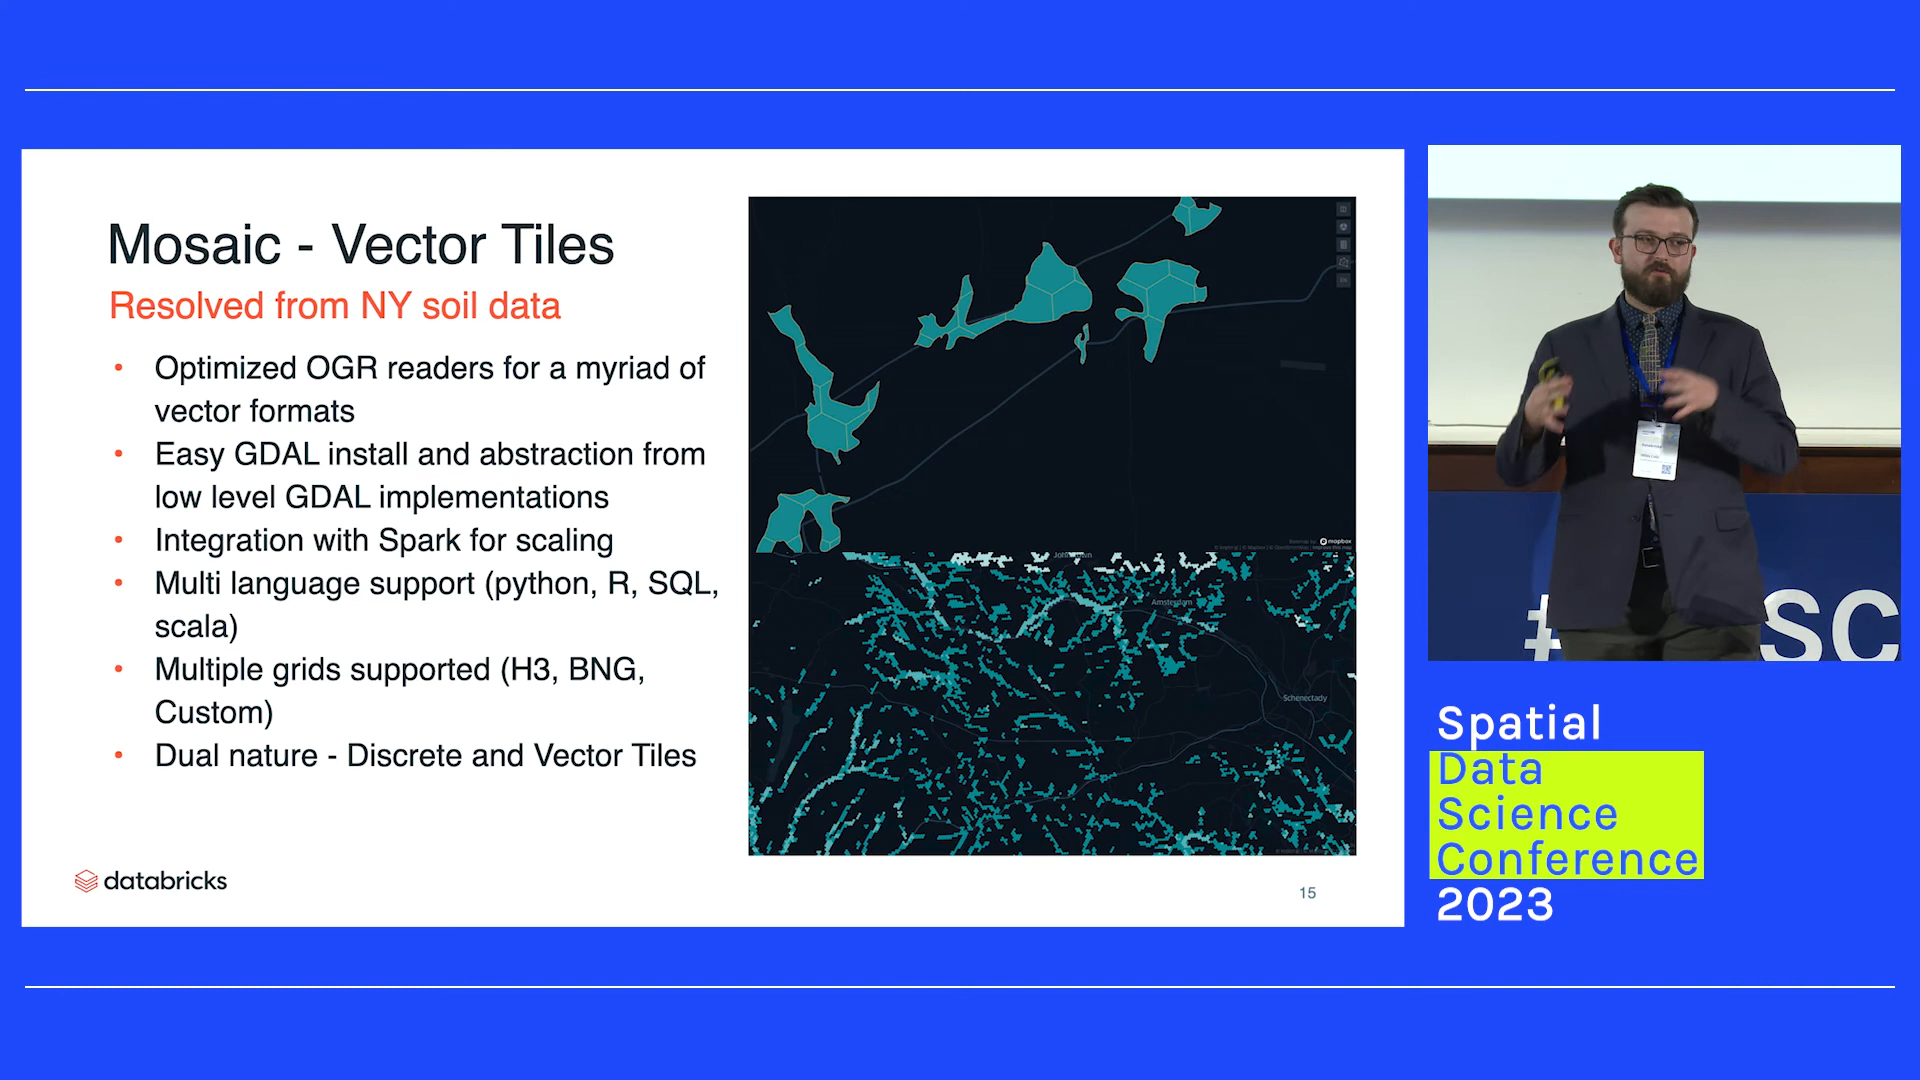 Mosaic - Vector Tiles
Resolved from NY soil data
• Optimized OGR readers for a myriad of
vector formats
• Easy GDAL install and abstraction from
low level GDAL implementations
• Integration with Spark for scaling
• Multi language support (python, R, SQL,
scala)
• Multiple grids supported (H3, BNG,
Custom)
• Dual nature - Discrete and Vector Tiles
databricks
15
mapbox
Amsterdam
Schenectady
#
SC
Spatial
Data
Science
Conference
2023